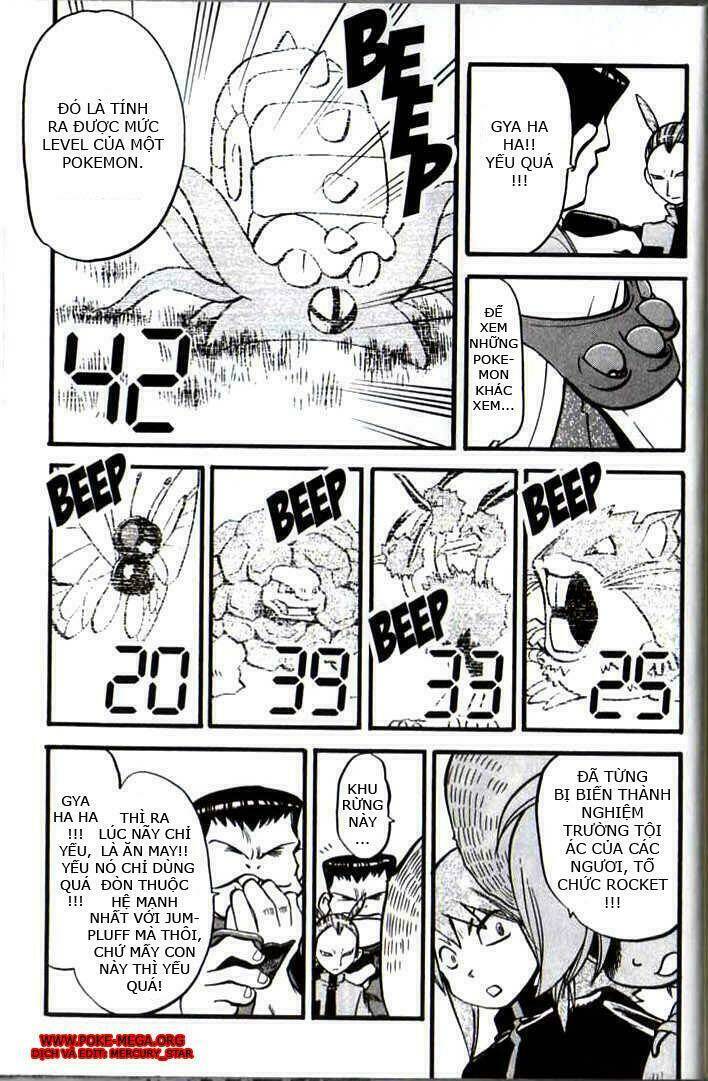 ĐÓ LÀ TÍNH
RA ĐƯỢC MỨC
LEVEL CỦA MỘT
POKEMON.
BEEP
42
GYA HA
HA!!
YẾU QUÁ
!!!
ĐỂ
XEM
NHỮNG
POKE-
MON
KHÁC
XEM...
BEEP
20
BEEP
39
BEEP
33
BEEP
25
GYA
HA HA
!!!
YẾU,
YẾU
QUÁ
!!!
THÌ RA
LÚC NÃY CHỈ
LÀ ĂN MAY!!
NÓ CHỈ DÙNG
ĐÒN THUỘC
HỆ MẠNH
NHẤT VỚI JUM-
PLUFF MÀ THÔI,
CHỨ MẤY CON
NÀY THÌ YẾU
QUÁ!
KHU
RỪNG
NÀY
...
ĐÃ TỪNG
BỊ BIẾN THÀNH
NGHIỆM
TRƯỜNG TỘI
ÁC CỦA CÁC
NGƯƠI, TỔ
CHỨC ROCKET
!!!
WWW.POKE-MEGA.ORG
DỊCH VÀ EDIT: MERCURY_STAR